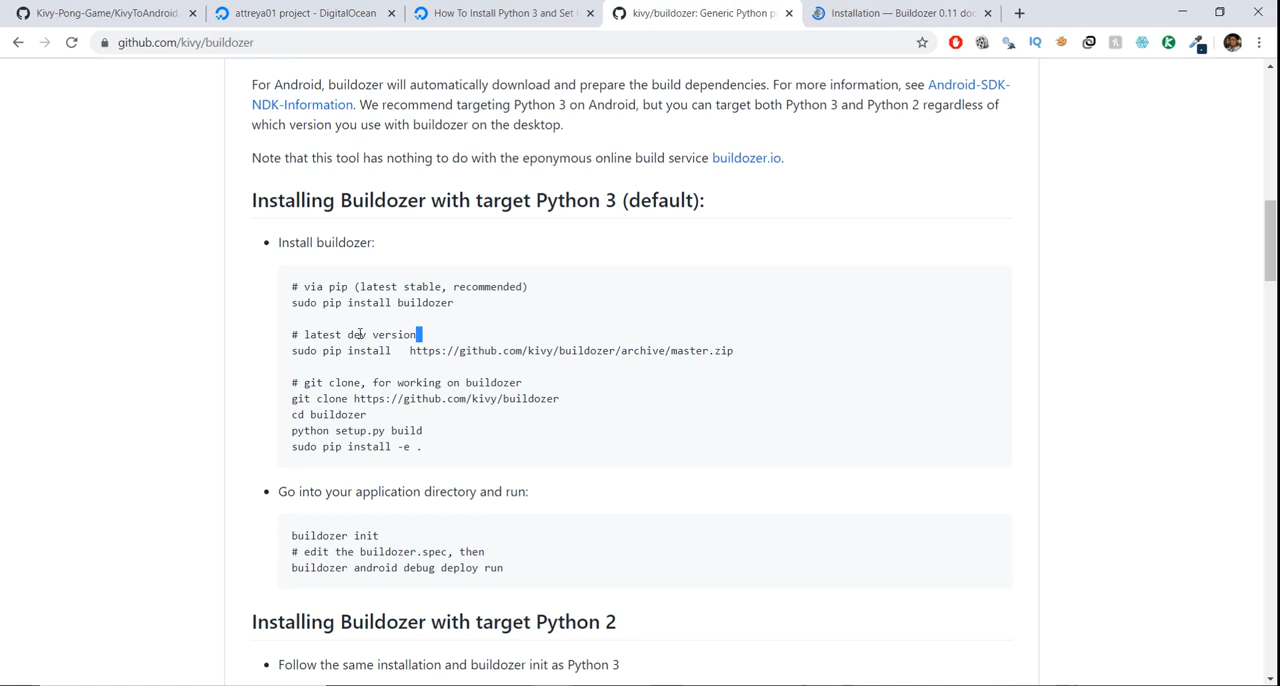 Kivy-Pong-Game/KivyToAndroid.
attreya01 project - DigitalOcean
How To Install Python 3 and Set
kivy/buildozer: Generic Python p
Installation — Buildozer 0.11 doc
github.com/kivy/buildozer
IQ
For Android, buildozer will automatically download and prepare the build dependencies. For more information, see Android-SDK-
NDK-Information. We recommend targeting Python 3 on Android, but you can target both Python 3 and Python 2 regardless of
which version you use with buildozer on the desktop.
Note that this tool has nothing to do with the eponymous online build service buildozer.io.
Installing Buildozer with target Python 3 (default):
• Install buildozer:
# via pip (latest stable, recommended)
sudo pip install buildozer
# latest dev version
sudo pip install   https://github.com/kivy/buildozer/archive/master.zip
# git clone, for working on buildozer
git clone https://github.com/kivy/buildozer
cd buildozer
python setup.py build
sudo pip install -e .
• Go into your application directory and run:
buildozer init
# edit the buildozer.spec, then
buildozer android debug deploy run
Installing Buildozer with target Python 2
• Follow the same installation and buildozer init as Python 3